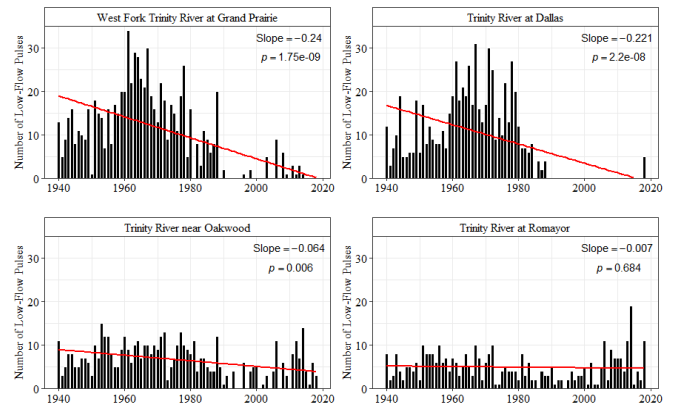 West Fork Trinity River at Grand Prairie
Slope = −0.24
p = 1.75e-09
Number of Low-Flow Pulses
30
20
10
0
1940 1960 1980 2000 2020
Trinity River at Dallas
Slope = −0.221
p = 2.2e-08
Number of Low-Flow Pulses
30
20
10
0
1940 1960 1980 2000 2020
Trinity River near Oakwood
Slope = −0.064
p = 0.006
Number of Low-Flow Pulses
30
20
10
0
1940 1960 1980 2000 2020
Trinity River at Romayor
Slope = −0.007
p = 0.684
Number of Low-Flow Pulses
30
20
10
0
1940 1960 1980 2000 2020